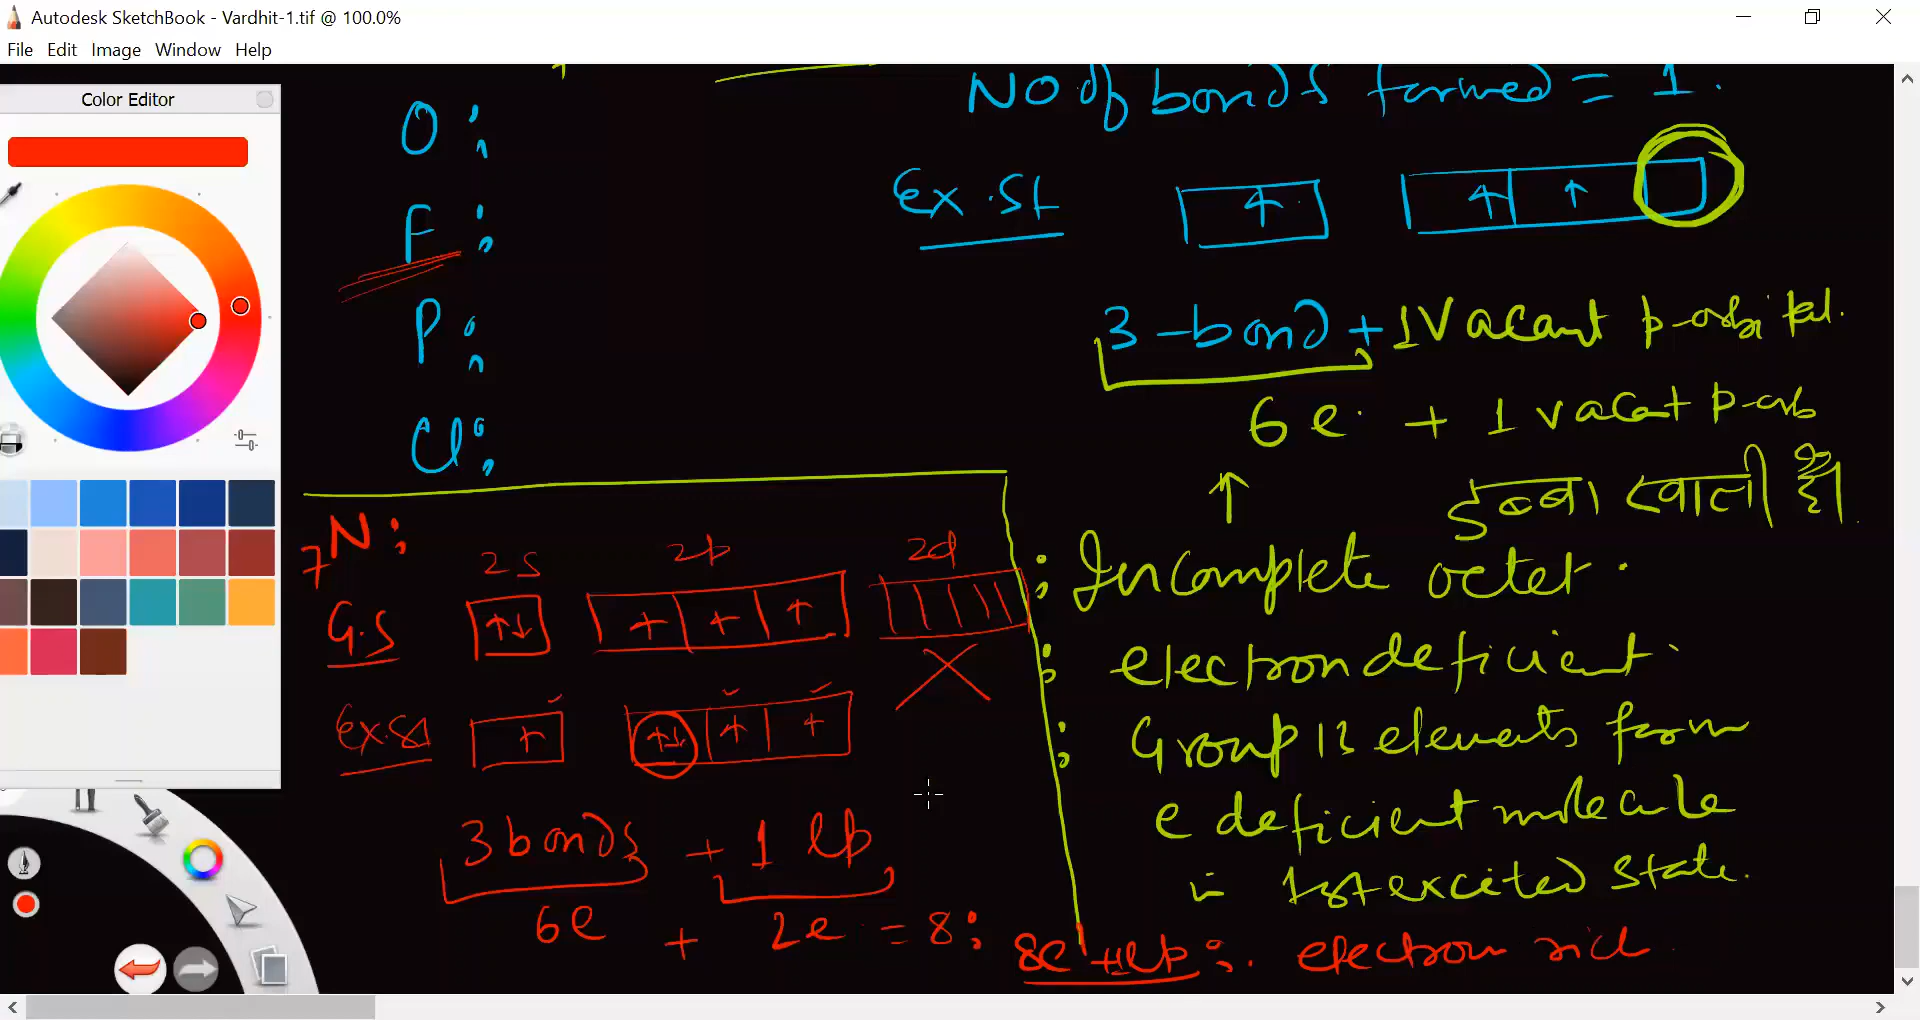 Autodesk SketchBook - Vardhit-1.tif @ 100.0%
File Edit Image Window Help
Color Editor
No of bonds formed = 1.
O :
F :
P :
Cl :
Ex. St ↑ ↑ ↑
3 - bond + 1 Vacant p-orbital.
6e + 1 vacat p-orb
↑
डब्बा खाली है।
: Incomplete octet.
: electron deficient.
: Group 13 elements form
e deficient molecule
in 1st excited state.
7N :
2s 2p 2d
G.S ↑↓ ↑ ↑ ↑
X
Ex.St ↑ ↑↓ ↑ ↑
3 bonds + 1 lp
6e + 2e = 8 :
8e + lp : electron rich